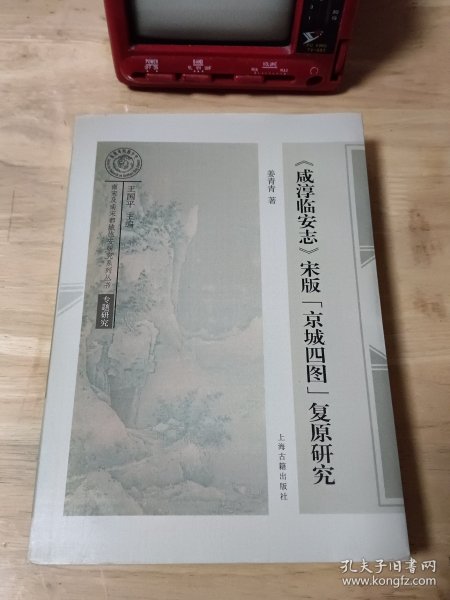 POWER
BAND
VOLUME
《咸淳临安志》宋版「京城四图」复原研究
姜青青 著
王国平 主编
南宋及南宋都城临安研究系列丛书
专题研究
上海古籍出版社
孔夫子旧书网
www.kongfz.com